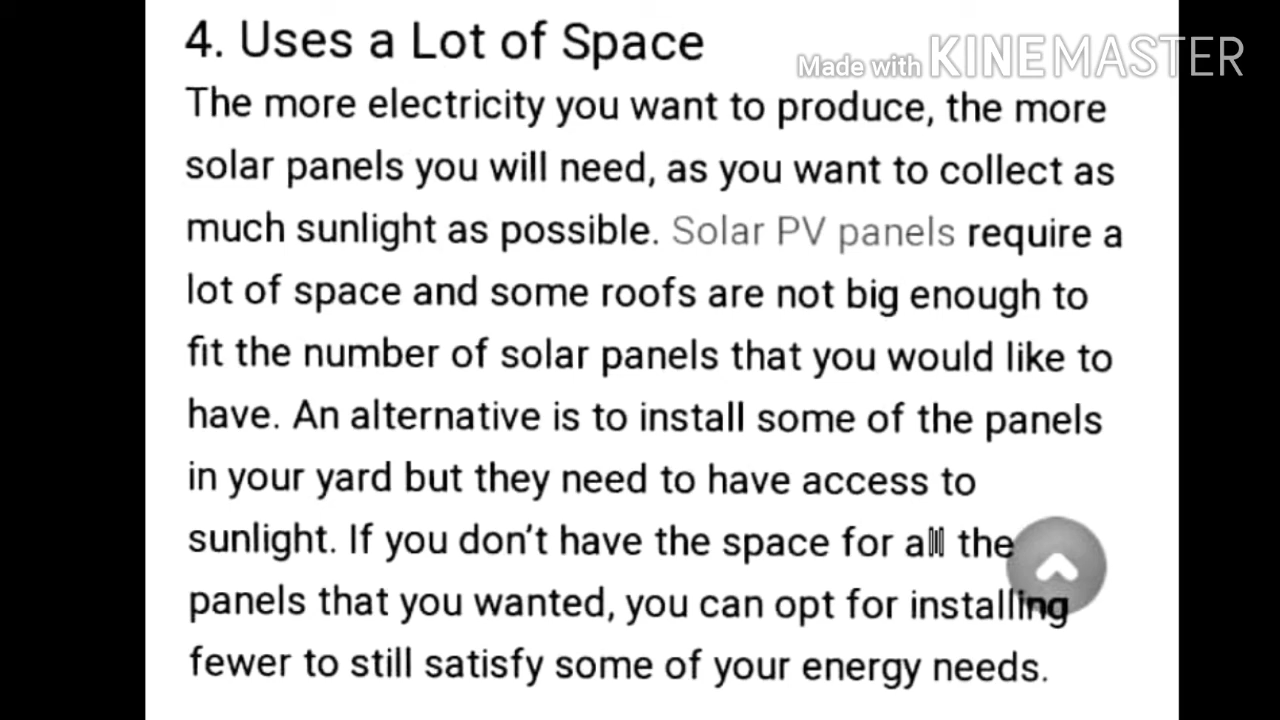 4. Uses a Lot of Space
Made with KINEMASTER
The more electricity you want to produce, the more
solar panels you will need, as you want to collect as
much sunlight as possible. Solar PV panels require a
lot of space and some roofs are not big enough to
fit the number of solar panels that you would like to
have. An alternative is to install some of the panels
in your yard but they need to have access to
sunlight. If you don't have the space for all the
panels that you wanted, you can opt for installing
fewer to still satisfy some of your energy needs.